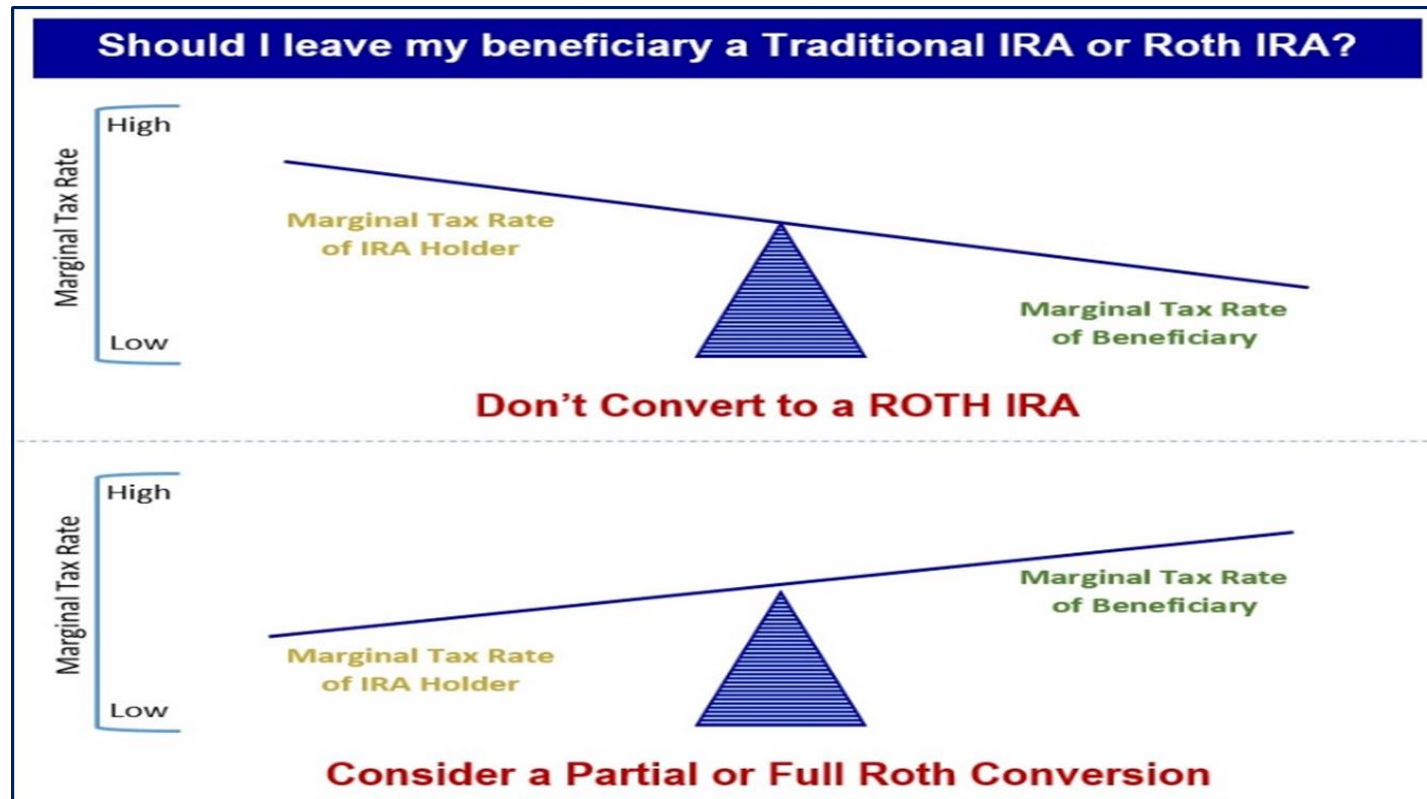 Should I leave my beneficiary a Traditional IRA or Roth IRA?
High
Marginal Tax Rate
Marginal Tax Rate
of IRA Holder
Marginal Tax Rate
of Beneficiary
Low
Don’t Convert to a ROTH IRA
High
Marginal Tax Rate
Marginal Tax Rate
of Beneficiary
Marginal Tax Rate
of IRA Holder
Low
Consider a Partial or Full Roth Conversion